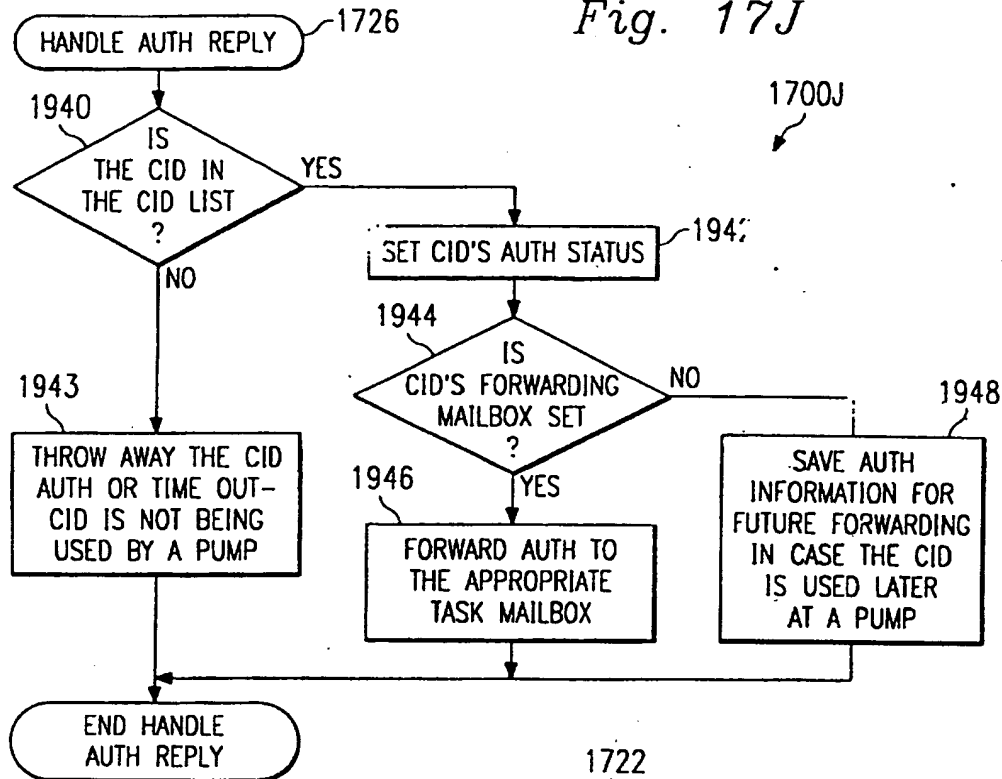 Fig. 17J
HANDLE AUTH REPLY
1726
1700J
1940
IS
THE CID IN
THE CID LIST
?
YES
NO
SET CID'S AUTH STATUS
1944
IS
CID'S FORWARDING
MAILBOX SET
?
NO
YES
1943
THROW AWAY THE CID
AUTH OR TIME OUT-
CID IS NOT BEING
USED BY A PUMP
1946
FORWARD AUTH TO
THE APPROPRIATE
TASK MAILBOX
1948
SAVE AUTH
INFORMATION FOR
FUTURE FORWARDING
IN CASE THE CID
IS USED LATER
AT A PUMP
END HANDLE
AUTH REPLY
1722